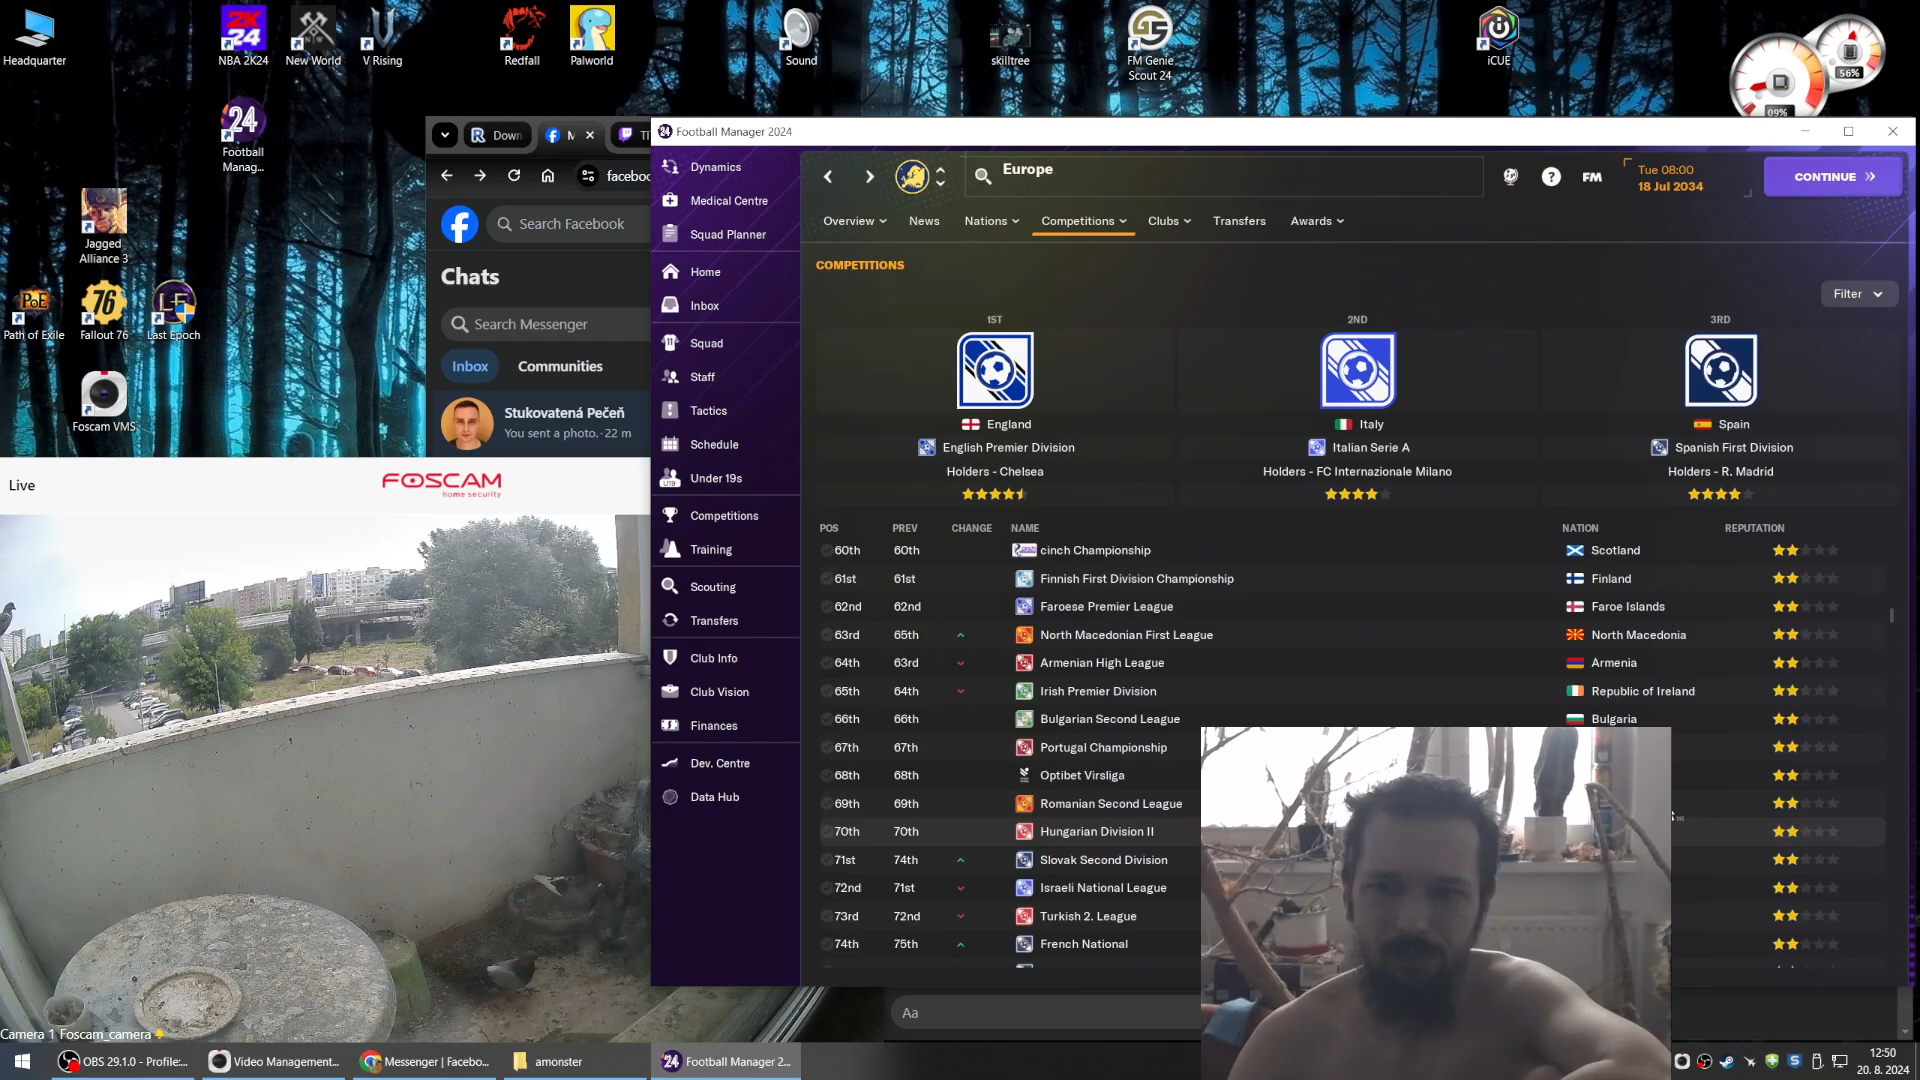 Headquarter
NBA 2K24
New World
V Rising
Redfall
Palworld
Sound
skilltree
FM Genie
Scout 24
iCUE
56%
09%
Football
Manag...
Jagged
Alliance 3
Path of Exile
Fallout 76
Last Epoch
Foscam VMS
Down
faceboo
Search Facebook
Chats
Search Messenger
Inbox
Communities
Stukovatená Pečeň
You sent a photo. · 22 m
Live
FOSCAM
home security
Camera 1 Foscam_camera
Football Manager 2024
Dynamics
Medical Centre
Squad Planner
Home
Inbox
Squad
Staff
Tactics
Schedule
Under 19s
Competitions
Training
Scouting
Transfers
Club Info
Club Vision
Finances
Dev. Centre
Data Hub
Europe
FM
Tue 08:00
18 Jul 2034
CONTINUE
Overview
News
Nations
Competitions
Clubs
Transfers
Awards
COMPETITIONS
Filter
1ST
2ND
3RD
England
Italy
Spain
English Premier Division
Italian Serie A
Spanish First Division
Holders - Chelsea
Holders - FC Internazionale Milano
Holders - R. Madrid
POS PREV CHANGE NAME NATION REPUTATION
60th 60th cinch Championship Scotland
61st 61st Finnish First Division Championship Finland
62nd 62nd Faroese Premier League Faroe Islands
63rd 65th North Macedonian First League North Macedonia
64th 63rd Armenian High League Armenia
65th 64th Irish Premier Division Republic of Ireland
66th 66th Bulgarian Second League Bulgaria
67th 67th Portugal Championship
68th 68th Optibet Virsliga
69th 69th Romanian Second League
70th 70th Hungarian Division II
71st 74th Slovak Second Division
72nd 71st Israeli National League
73rd 72nd Turkish 2. League
74th 75th French National
Aa
OBS 29.1.0 - Profile:...
Video Management...
Messenger | Facebo...
amonster
Football Manager 2...
12:50
20. 8. 2024